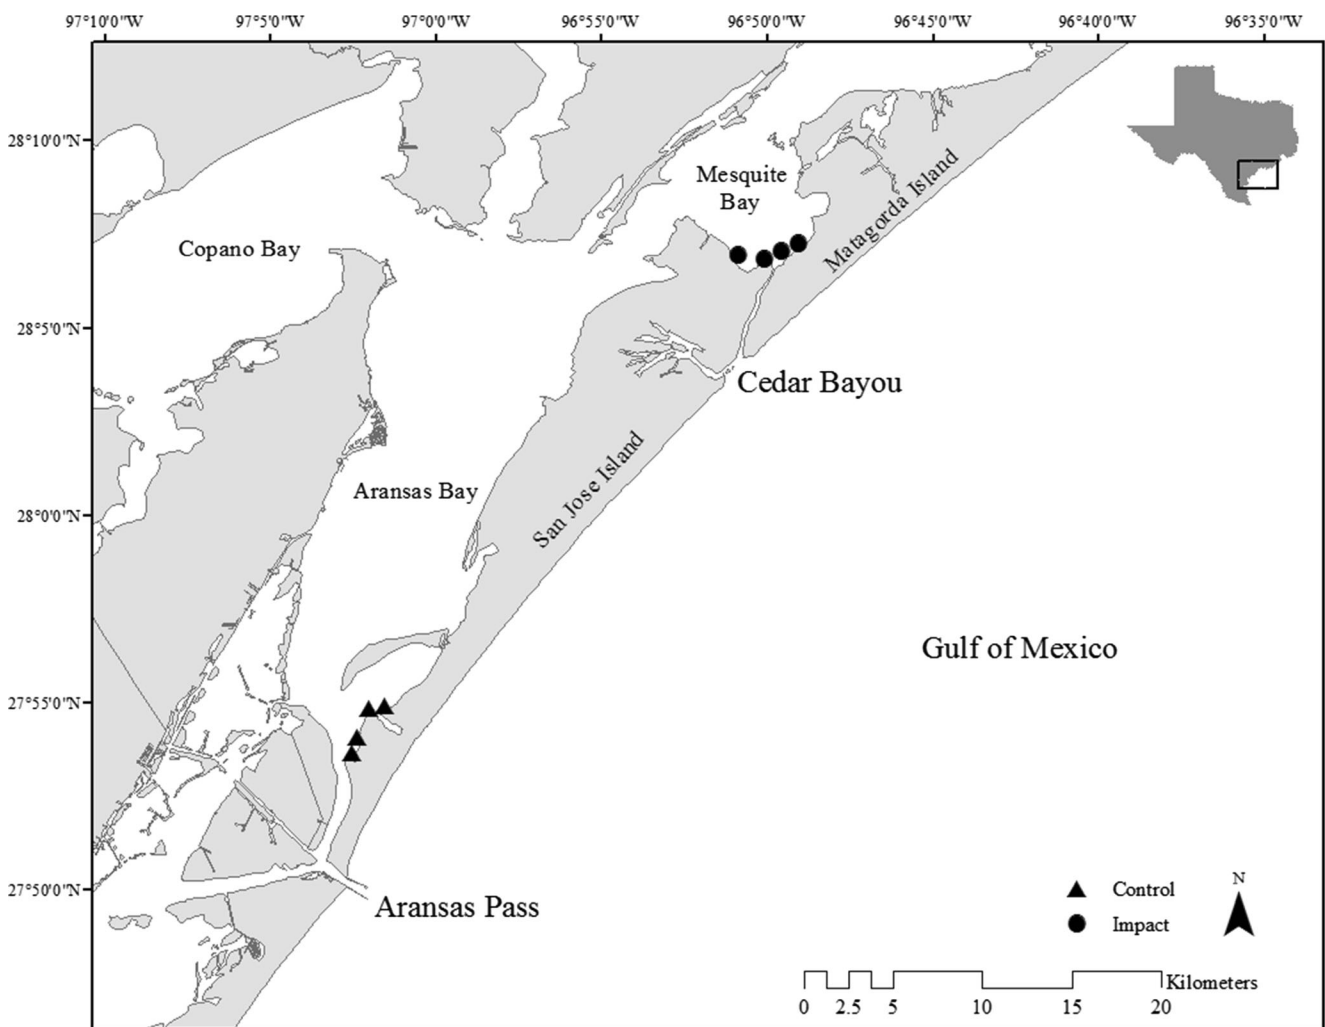 97°10'0"W 97°5'0"W 97°0'0"W 96°55'0"W 96°50'0"W 96°45'0"W 96°40'0"W 96°35'0"W
28°10'0"N
28°5'0"N
28°0'0"N
27°55'0"N
27°50'0"N
Mesquite
Bay
Matagorda Island
Copano Bay
Cedar Bayou
San Jose Island
Aransas Bay
Gulf of Mexico
Aransas Pass
Control
Impact
N
Kilometers
0 2.5 5 10 15 20